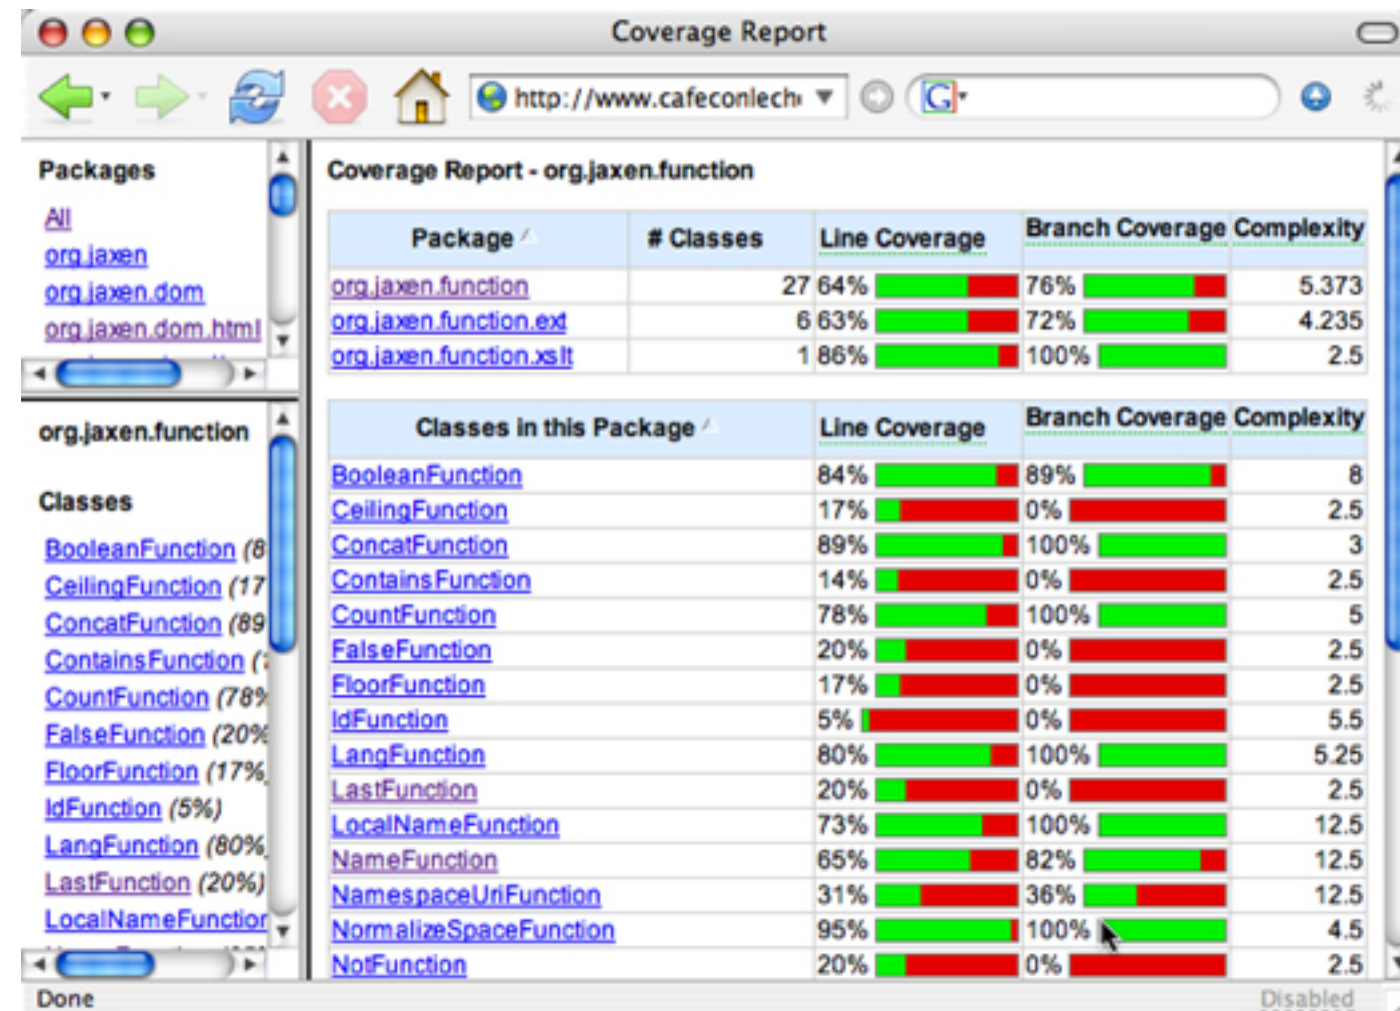 Coverage Report
http://www.cafeconlech
G
Packages
All
org.jaxen
org.jaxen.dom
org.jaxen.dom.html
org.jaxen.function
Classes
BooleanFunction (8
CeilingFunction (17
ConcatFunction (89
ContainsFunction (
CountFunction (78%
FalseFunction (20%
FloorFunction (17%
IdFunction (5%)
LangFunction (80%
LastFunction (20%)
LocalNameFunction
Coverage Report - org.jaxen.function
Package # Classes Line Coverage Branch Coverage Complexity
org.jaxen.function 27 64% 76% 5.373
org.jaxen.function.ext 6 63% 72% 4.235
org.jaxen.function.xslt 1 86% 100% 2.5
Classes in this Package Line Coverage Branch Coverage Complexity
BooleanFunction 84% 89% 8
CeilingFunction 17% 0% 2.5
ConcatFunction 89% 100% 3
ContainsFunction 14% 0% 2.5
CountFunction 78% 100% 5
FalseFunction 20% 0% 2.5
FloorFunction 17% 0% 2.5
IdFunction 5% 0% 5.5
LangFunction 80% 100% 5.25
LastFunction 20% 0% 2.5
LocalNameFunction 73% 100% 12.5
NameFunction 65% 82% 12.5
NamespaceUriFunction 31% 36% 12.5
NormalizeSpaceFunction 95% 100% 4.5
NotFunction 20% 0% 2.5
Done
Disabled